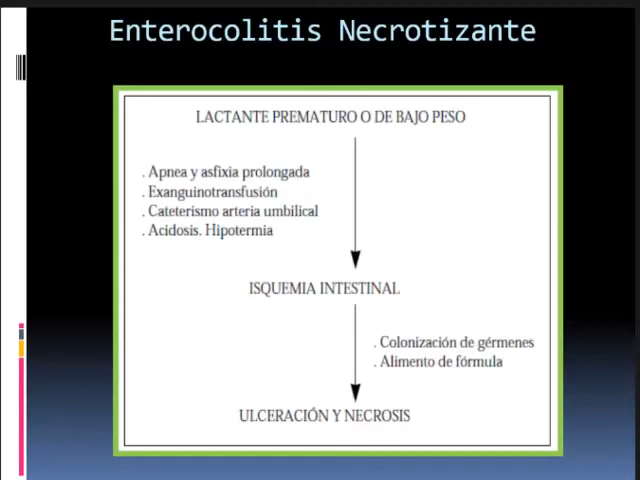 Enterocolitis Necrotizante
LACTANTE PREMATURO O DE BAJO PESO
. Apnea y asfixia prolongada
. Exanguinotransfusión
. Cateterismo arteria umbilical
. Acidosis. Hipotermia
ISQUEMIA INTESTINAL
. Colonización de gérmenes
. Alimento de fórmula
ULCERACIÓN Y NECROSIS